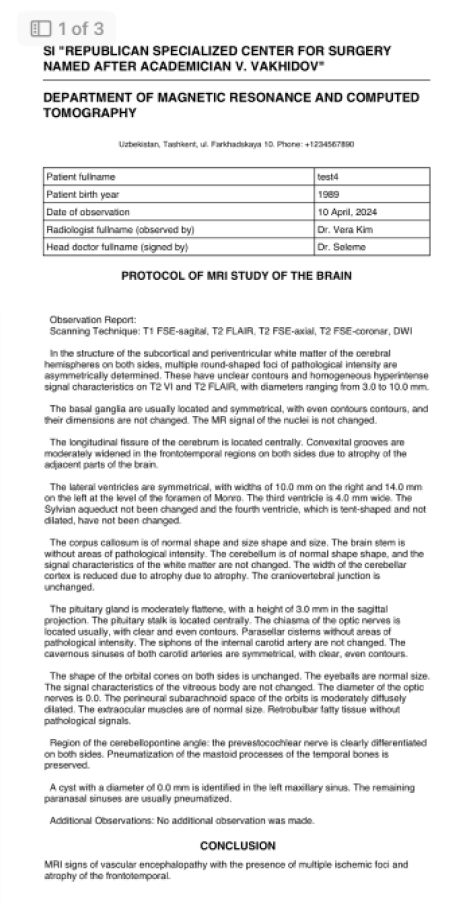 1 of 3
SI "REPUBLICAN SPECIALIZED CENTER FOR SURGERY
NAMED AFTER ACADEMICIAN V. VAKHIDOV"
DEPARTMENT OF MAGNETIC RESONANCE AND COMPUTED
TOMOGRAPHY
Uzbekistan, Tashkent, ul. Farkhadskaya 10. Phone: +1234567890
Patient fullname test4
Patient birth year 1989
Date of observation 10 April, 2024
Radiologist fullname (observed by) Dr. Vera Kim
Head doctor fullname (signed by) Dr. Seleme
PROTOCOL OF MRI STUDY OF THE BRAIN
Observation Report:
Scanning Technique: T1 FSE-sagital, T2 FLAIR, T2 FSE-axial, T2 FSE-coronar, DWI
In the structure of the subcortical and periventricular white matter of the cerebral
hemispheres on both sides, multiple round-shaped foci of pathological intensity are
asymmetrically determined. These have unclear contours and homogeneous hyperintense
signal characteristics on T2 VI and T2 FLAIR, with diameters ranging from 3.0 to 10.0 mm.
The basal ganglia are usually located and symmetrical, with even contours contours, and
their dimensions are not changed. The MR signal of the nuclei is not changed.
The longitudinal fissure of the cerebrum is located centrally. Convexital grooves are
moderately widened in the frontotemporal regions on both sides due to atrophy of the
adjacent parts of the brain.
The lateral ventricles are symmetrical, with widths of 10.0 mm on the right and 14.0 mm
on the left at the level of the foramen of Monro. The third ventricle is 4.0 mm wide. The
Sylvian aqueduct not been changed and the fourth ventricle, which is tent-shaped and not
dilated, have not been changed.
The corpus callosum is of normal shape and size shape and size. The brain stem is
without areas of pathological intensity. The cerebellum is of normal shape shape, and the
signal characteristics of the white matter are not changed. The width of the cerebellar
cortex is reduced due to atrophy due to atrophy. The craniovertebral junction is
unchanged.
The pituitary gland is moderately flattene, with a height of 3.0 mm in the sagittal
projection. The pituitary stalk is located centrally. The chiasma of the optic nerves is
located usually, with clear and even contours. Parasellar cisterns without areas of
pathological intensity. The siphons of the internal carotid artery are not changed. The
cavernous sinuses of both carotid arteries are symmetrical, with clear, even contours.
The shape of the orbital cones on both sides is unchanged. The eyeballs are normal size.
The signal characteristics of the vitreous body are not changed. The diameter of the optic
nerves is 0.0. The perineural subarachnoid space of the orbits is moderately diffusely
dilated. The extraocular muscles are of normal size. Retrobulbar fatty tissue without
pathological signals.
Region of the cerebellopontine angle: the prevestocochlear nerve is clearly differentiated
on both sides. Pneumatization of the mastoid processes of the temporal bones is
preserved.
A cyst with a diameter of 0.0 mm is identified in the left maxillary sinus. The remaining
paranasal sinuses are usually pneumatized.
Additional Observations: No additional observation was made.
CONCLUSION
MRI signs of vascular encephalopathy with the presence of multiple ischemic foci and
atrophy of the frontotemporal.